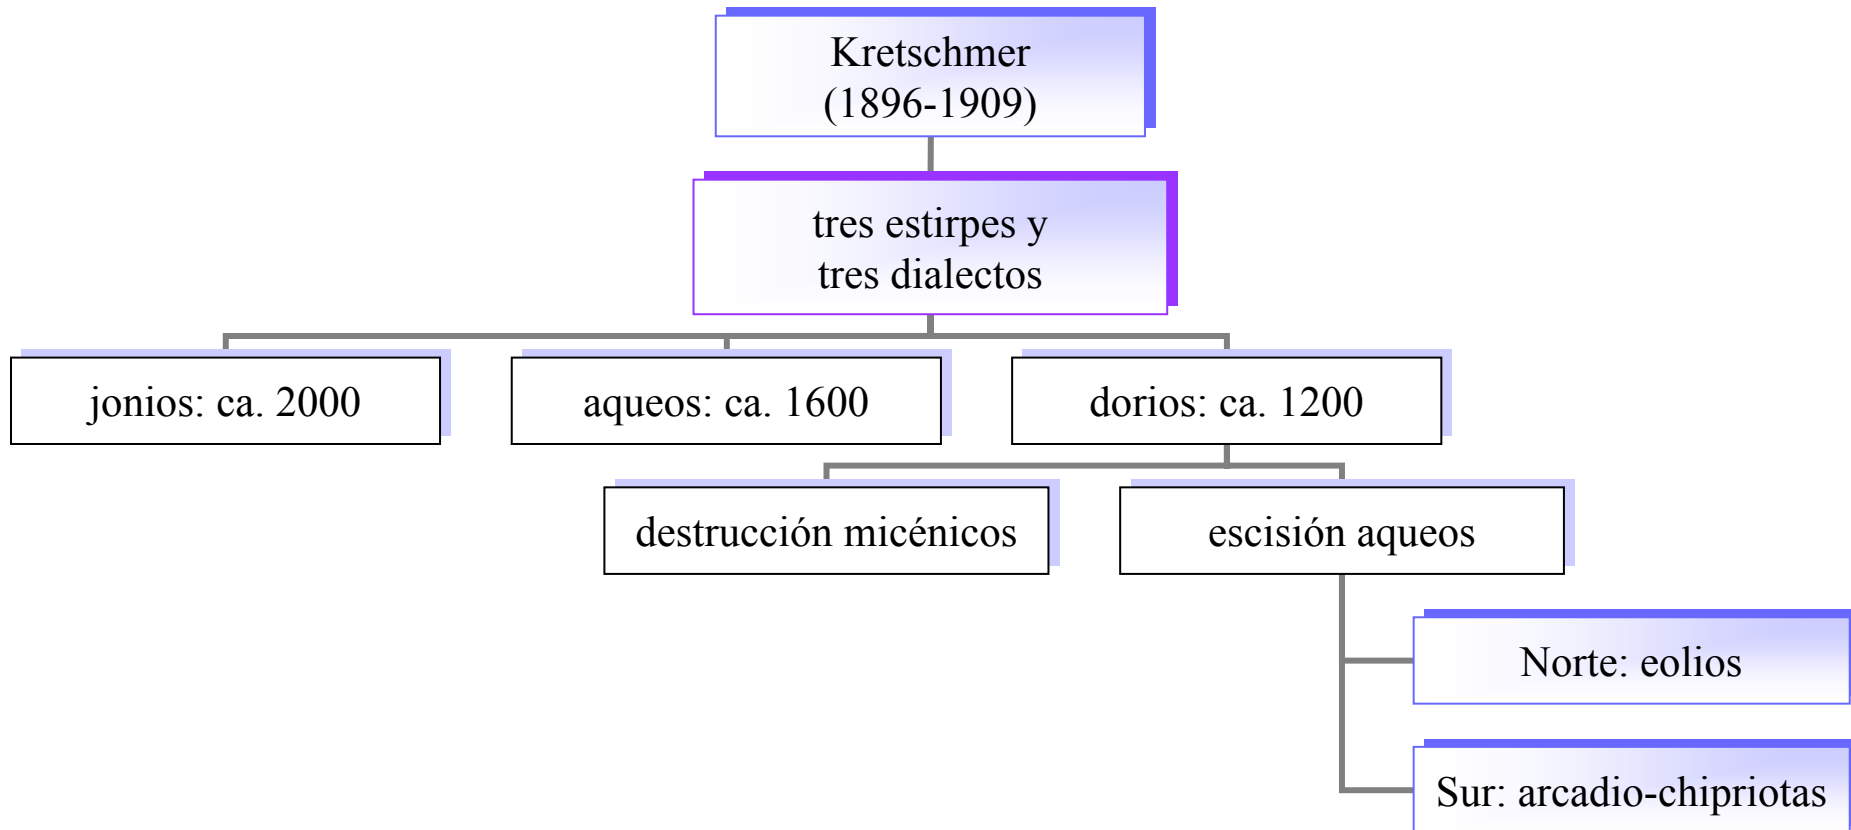 Kretschmer
(1896-1909)
tres estirpes y
tres dialectos
jonios: ca. 2000
aqueos: ca. 1600
dorios: ca. 1200
destrucción micénicos
escisión aqueos
Norte: eolios
Sur: arcadio-chipriotas